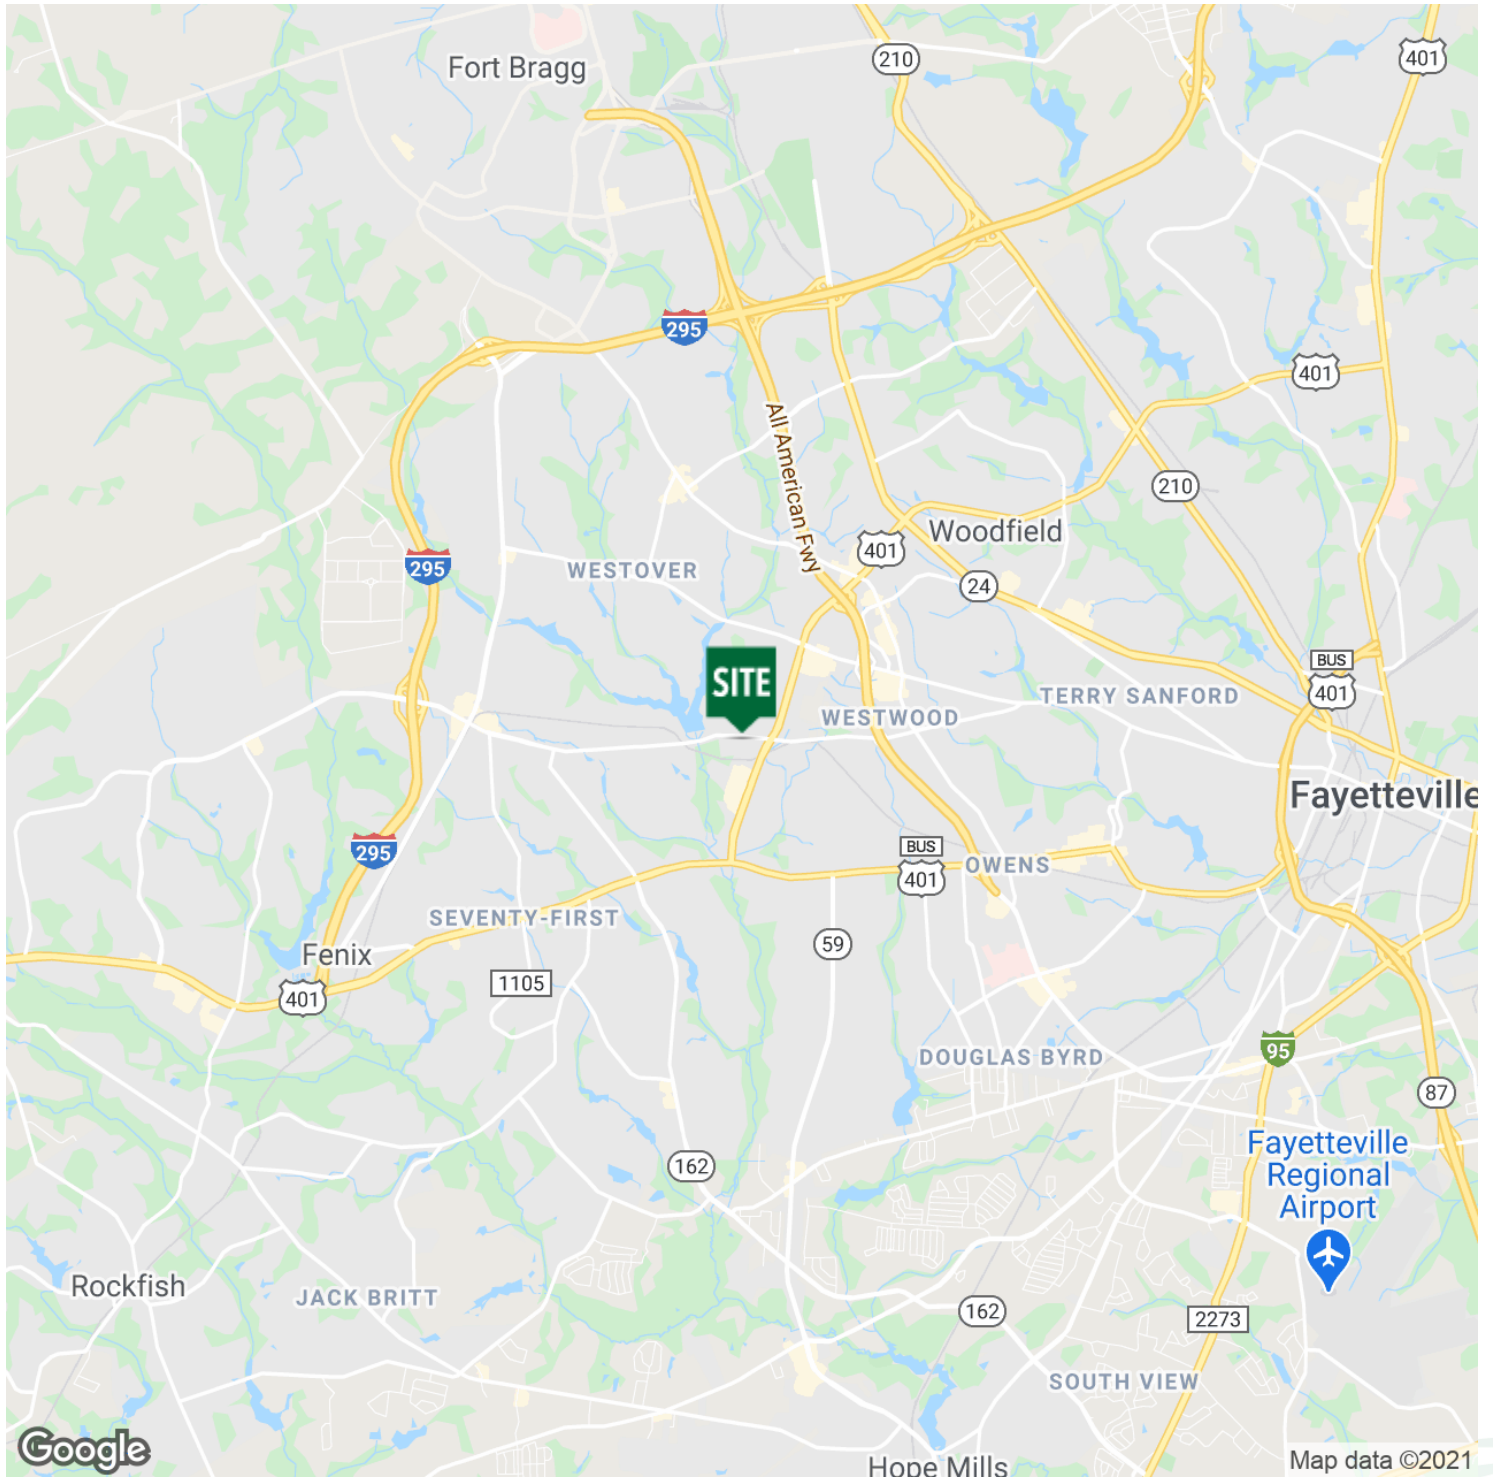 Fort Bragg
210
401
295
401
All American Fwy
210
Woodfield
401
295
WESTOVER
24
SITE
BUS
401
TERRY SANFORD
WESTWOOD
Fayetteville
295
BUS
401
OWENS
SEVENTY-FIRST
59
Fenix
1105
401
95
DOUGLAS BYRD
87
Fayetteville
Regional
Airport
162
Rockfish
JACK BRITT
162
2273
SOUTH VIEW
Google
Map data ©2021
Hope Mills